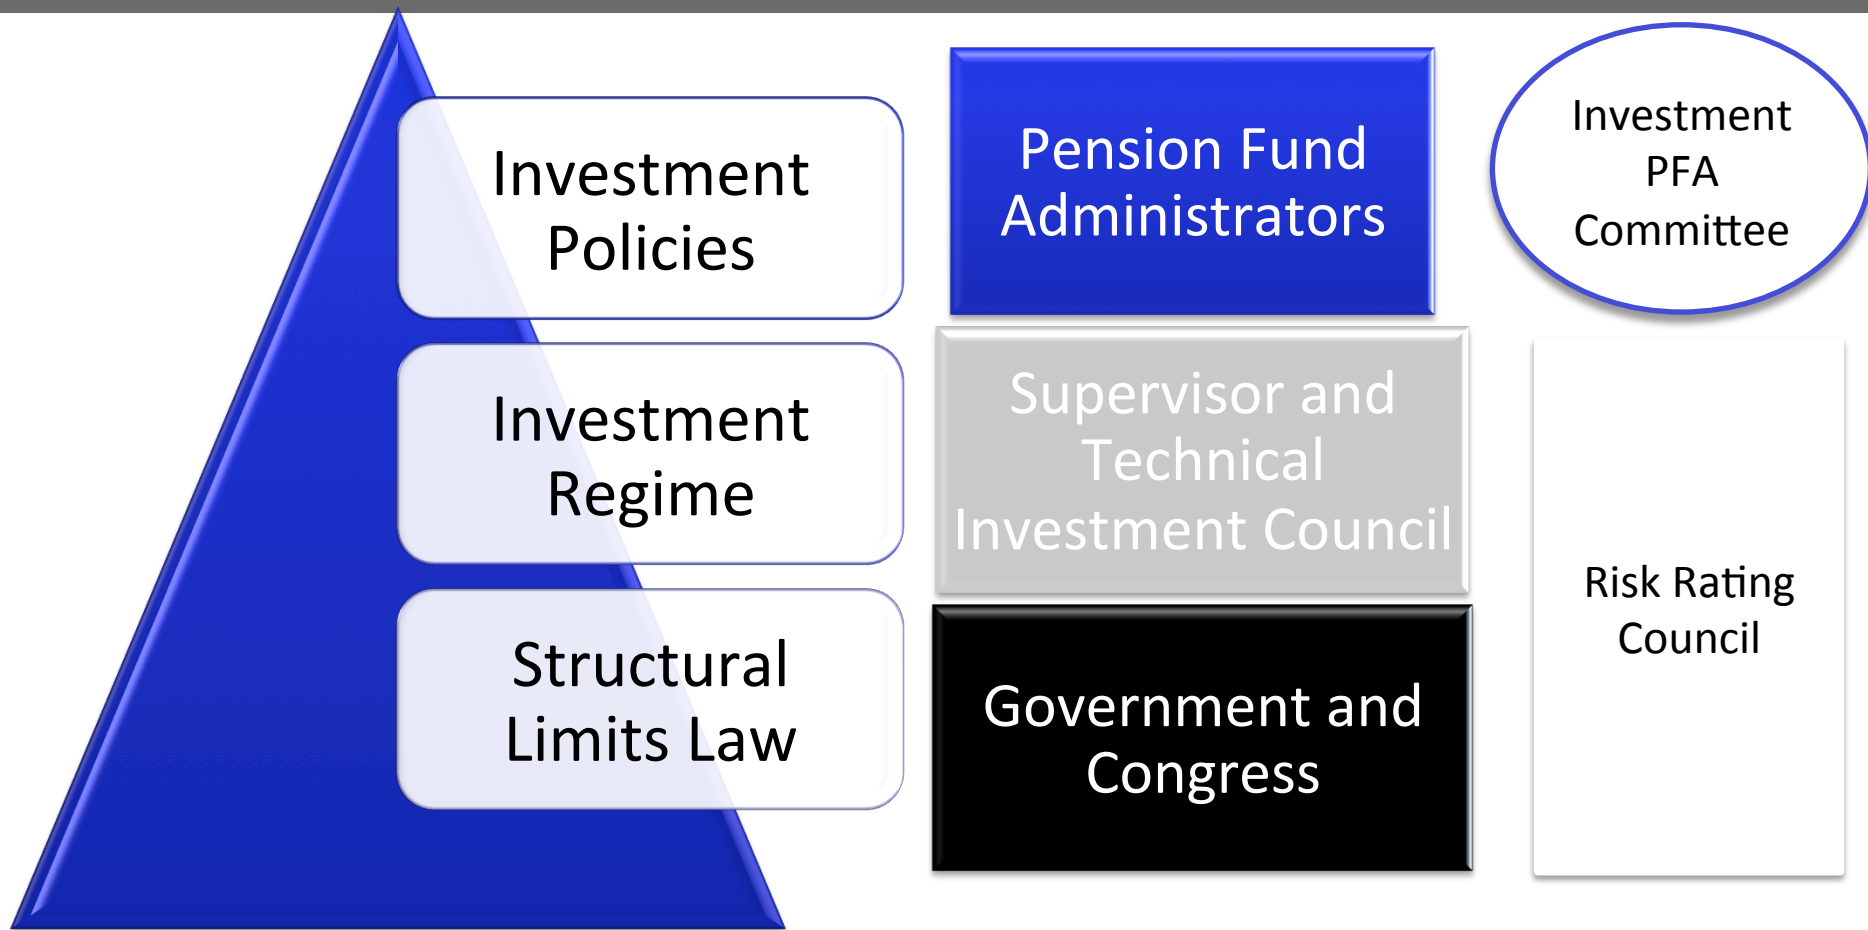 Investment
Policies
Pension Fund
Administrators
Investment
PFA
Committee
Investment
Regime
Supervisor and
Technical
Investment Council
Structural
Limits Law
Government and
Congress
Risk Rating
Council